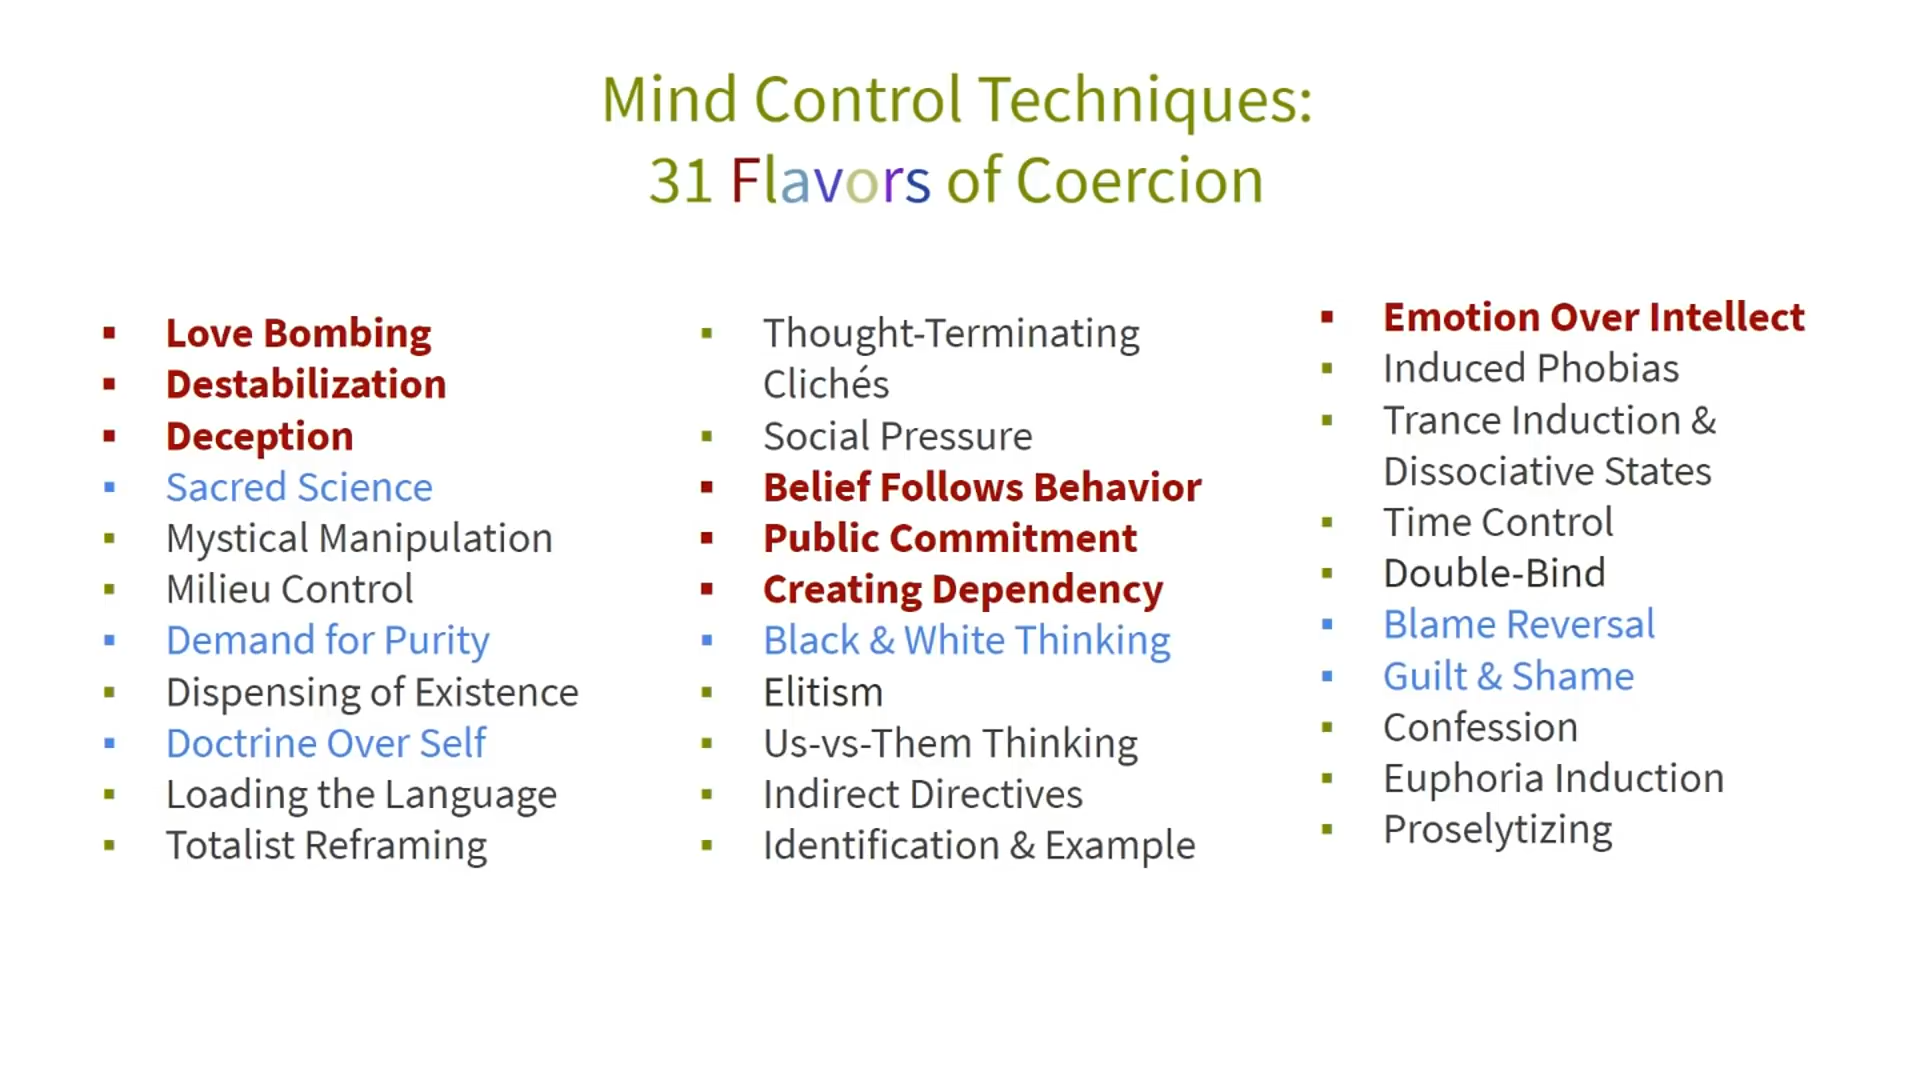 Mind Control Techniques:
31 Flavors of Coercion
▪ Love Bombing
▪ Destabilization
▪ Deception
▪ Sacred Science
▪ Mystical Manipulation
▪ Milieu Control
▪ Demand for Purity
▪ Dispensing of Existence
▪ Doctrine Over Self
▪ Loading the Language
▪ Totalist Reframing
▪ Thought-Terminating
Clichés
▪ Social Pressure
▪ Belief Follows Behavior
▪ Public Commitment
▪ Creating Dependency
▪ Black & White Thinking
▪ Elitism
▪ Us-vs-Them Thinking
▪ Indirect Directives
▪ Identification & Example
▪ Emotion Over Intellect
▪ Induced Phobias
▪ Trance Induction &
Dissociative States
▪ Time Control
▪ Double-Bind
▪ Blame Reversal
▪ Guilt & Shame
▪ Confession
▪ Euphoria Induction
▪ Proselytizing